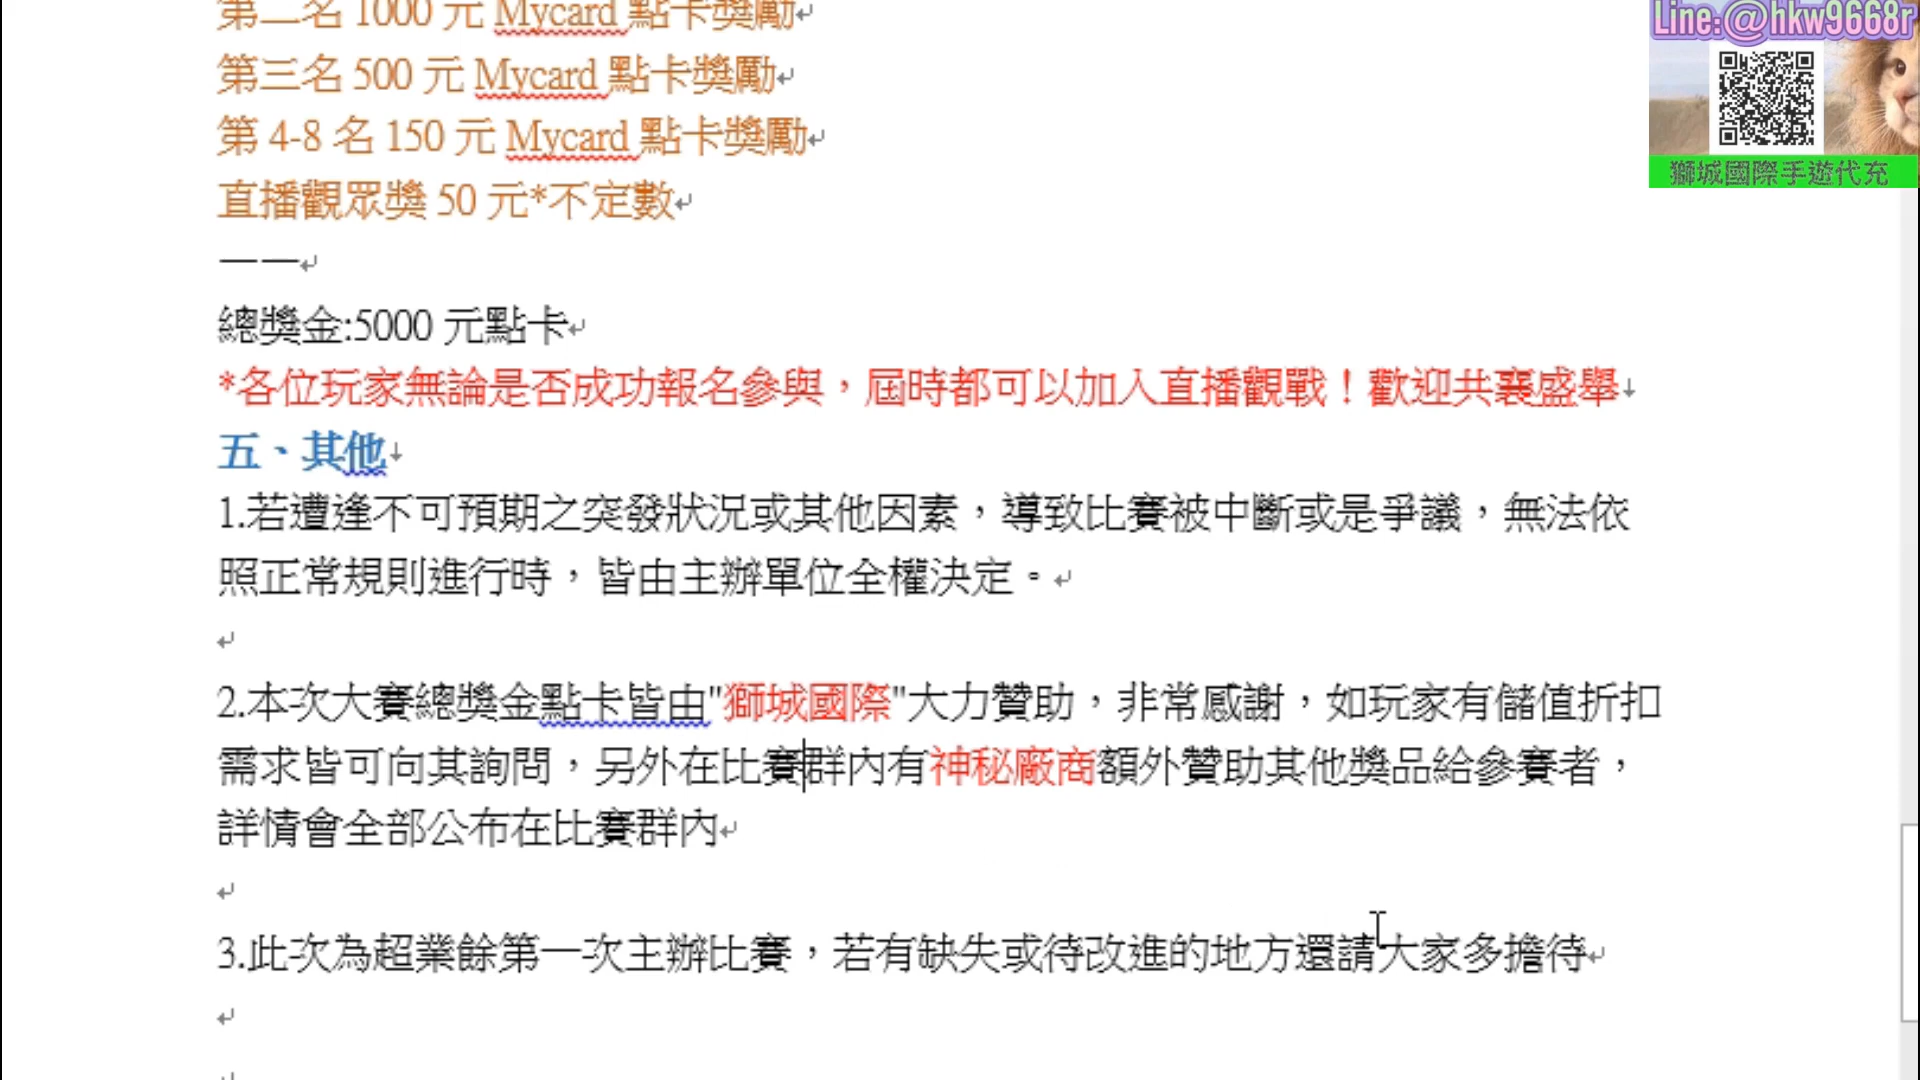 第二名 1000 元 Mycard 點卡獎勵
第三名 500 元 Mycard 點卡獎勵
第 4-8 名 150 元 Mycard 點卡獎勵
直播觀眾獎 50 元*不定數
一一
總獎金:5000 元點卡
*各位玩家無論是否成功報名參與，屆時都可以加入直播觀戰！歡迎共襄盛舉
五、其他
1.若遭逢不可預期之突發狀況或其他因素，導致比賽被中斷或是爭議，無法依
照正常規則進行時，皆由主辦單位全權決定。
2.本次大賽總獎金點卡皆由"獅城國際"大力贊助，非常感謝，如玩家有儲值折扣
需求皆可向其詢問，另外在比賽群內有神秘廠商額外贊助其他獎品給參賽者，
詳情會全部公布在比賽群內
3.此次為超業餘第一次主辦比賽，若有缺失或待改進的地方還請大家多擔待
Line:@hkw9668r
獅城國際手遊代充